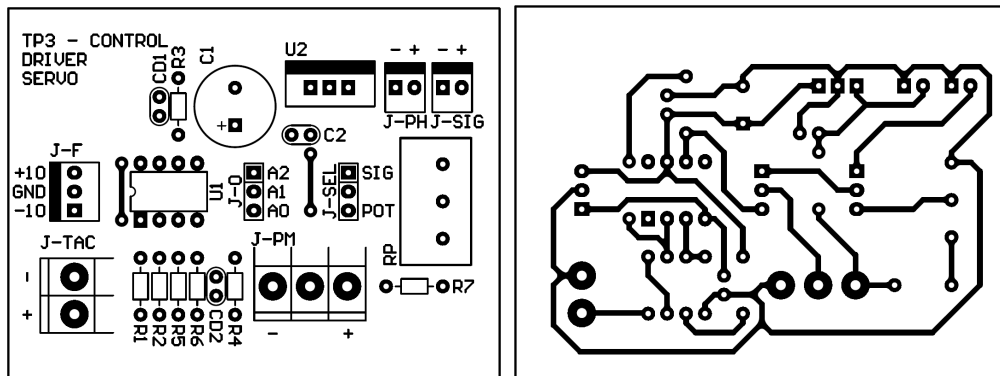 TP3 - CONTROL
DRIVER
SERVO
CD1
R3
C1
U2
- +
- +
J-PH
J-SIG
+
C2
J-F
+10
GND
-10
U1
J-O
A2
A1
A0
J-SEL
SIG
POT
RP
J-TAC
-
+
J-PM
- +
R1
R2
R5
R6
CD2
R4
R7